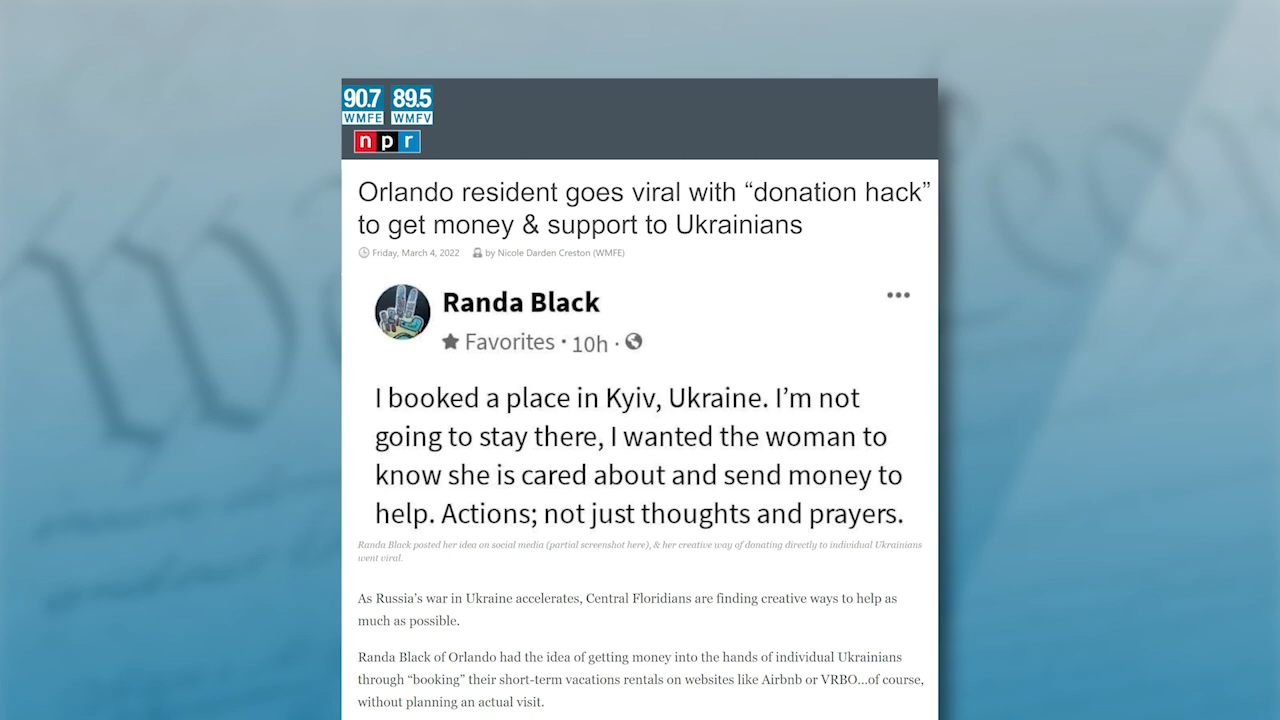 90.7 89.5
WMFE WMFV
npr
Orlando resident goes viral with “donation hack”
to get money & support to Ukrainians
Friday, March 4, 2022 by Nicole Darden Creston (WMFE)
Randa Black
Favorites · 10h ·
I booked a place in Kyiv, Ukraine. I’m not
going to stay there, I wanted the woman to
know she is cared about and send money to
help. Actions; not just thoughts and prayers.
Randa Black posted her idea on social media (partial screenshot here), & her creative way of donating directly to individual Ukrainians
went viral.
As Russia’s war in Ukraine accelerates, Central Floridians are finding creative ways to help as
much as possible.
Randa Black of Orlando had the idea of getting money into the hands of individual Ukrainians
through “booking” their short-term vacations rentals on websites like Airbnb or VRBO...of course,
without planning an actual visit.